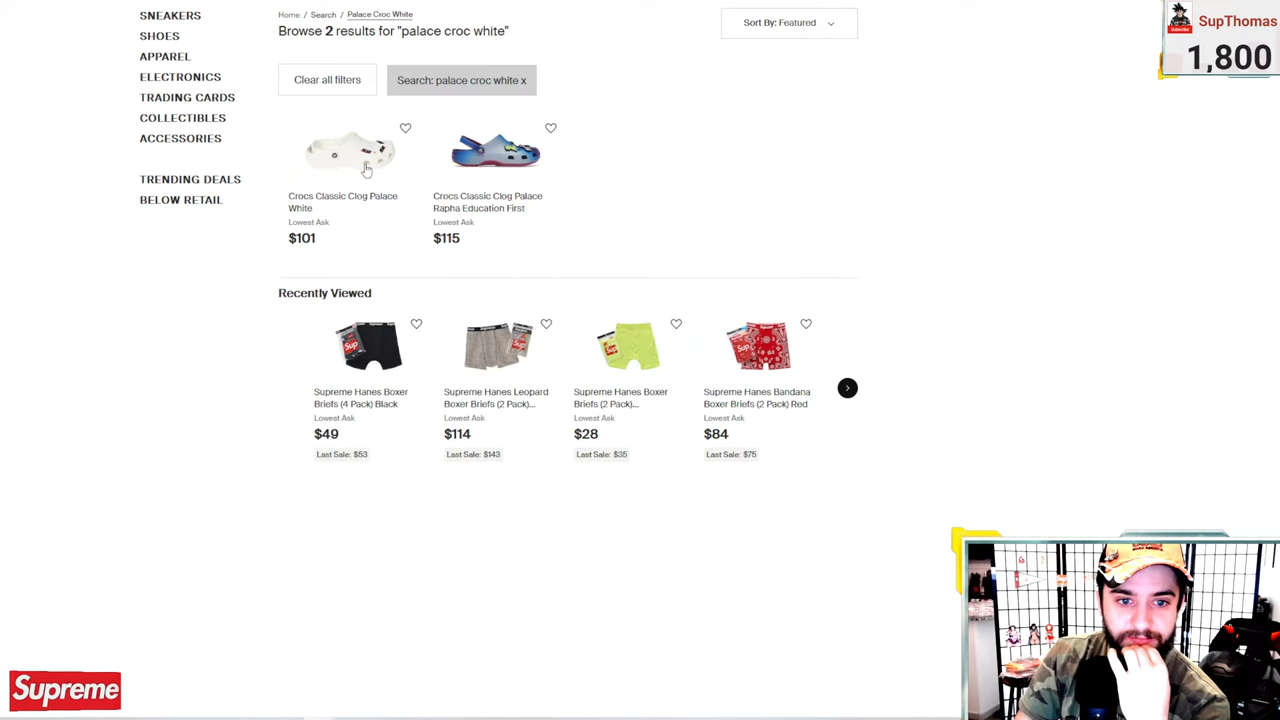 SNEAKERS
SHOES
APPAREL
ELECTRONICS
TRADING CARDS
COLLECTIBLES
ACCESSORIES
TRENDING DEALS
BELOW RETAIL
Home / Search / Palace Croc White
Browse 2 results for "palace croc white"
Sort By: Featured
Clear all filters
Search: palace croc white x
Crocs Classic Clog Palace
White
Lowest Ask
$101
Crocs Classic Clog Palace
Rapha Education First
Lowest Ask
$115
Recently Viewed
Supreme Hanes Boxer
Briefs (4 Pack) Black
Lowest Ask
$49
Last Sale: $53
Supreme Hanes Leopard
Boxer Briefs (2 Pack)...
Lowest Ask
$114
Last Sale: $143
Supreme Hanes Boxer
Briefs (2 Pack)...
Lowest Ask
$28
Last Sale: $35
Supreme Hanes Bandana
Boxer Briefs (2 Pack) Red
Lowest Ask
$84
Last Sale: $75
SupThomas
Subscribe
1,800
Supreme